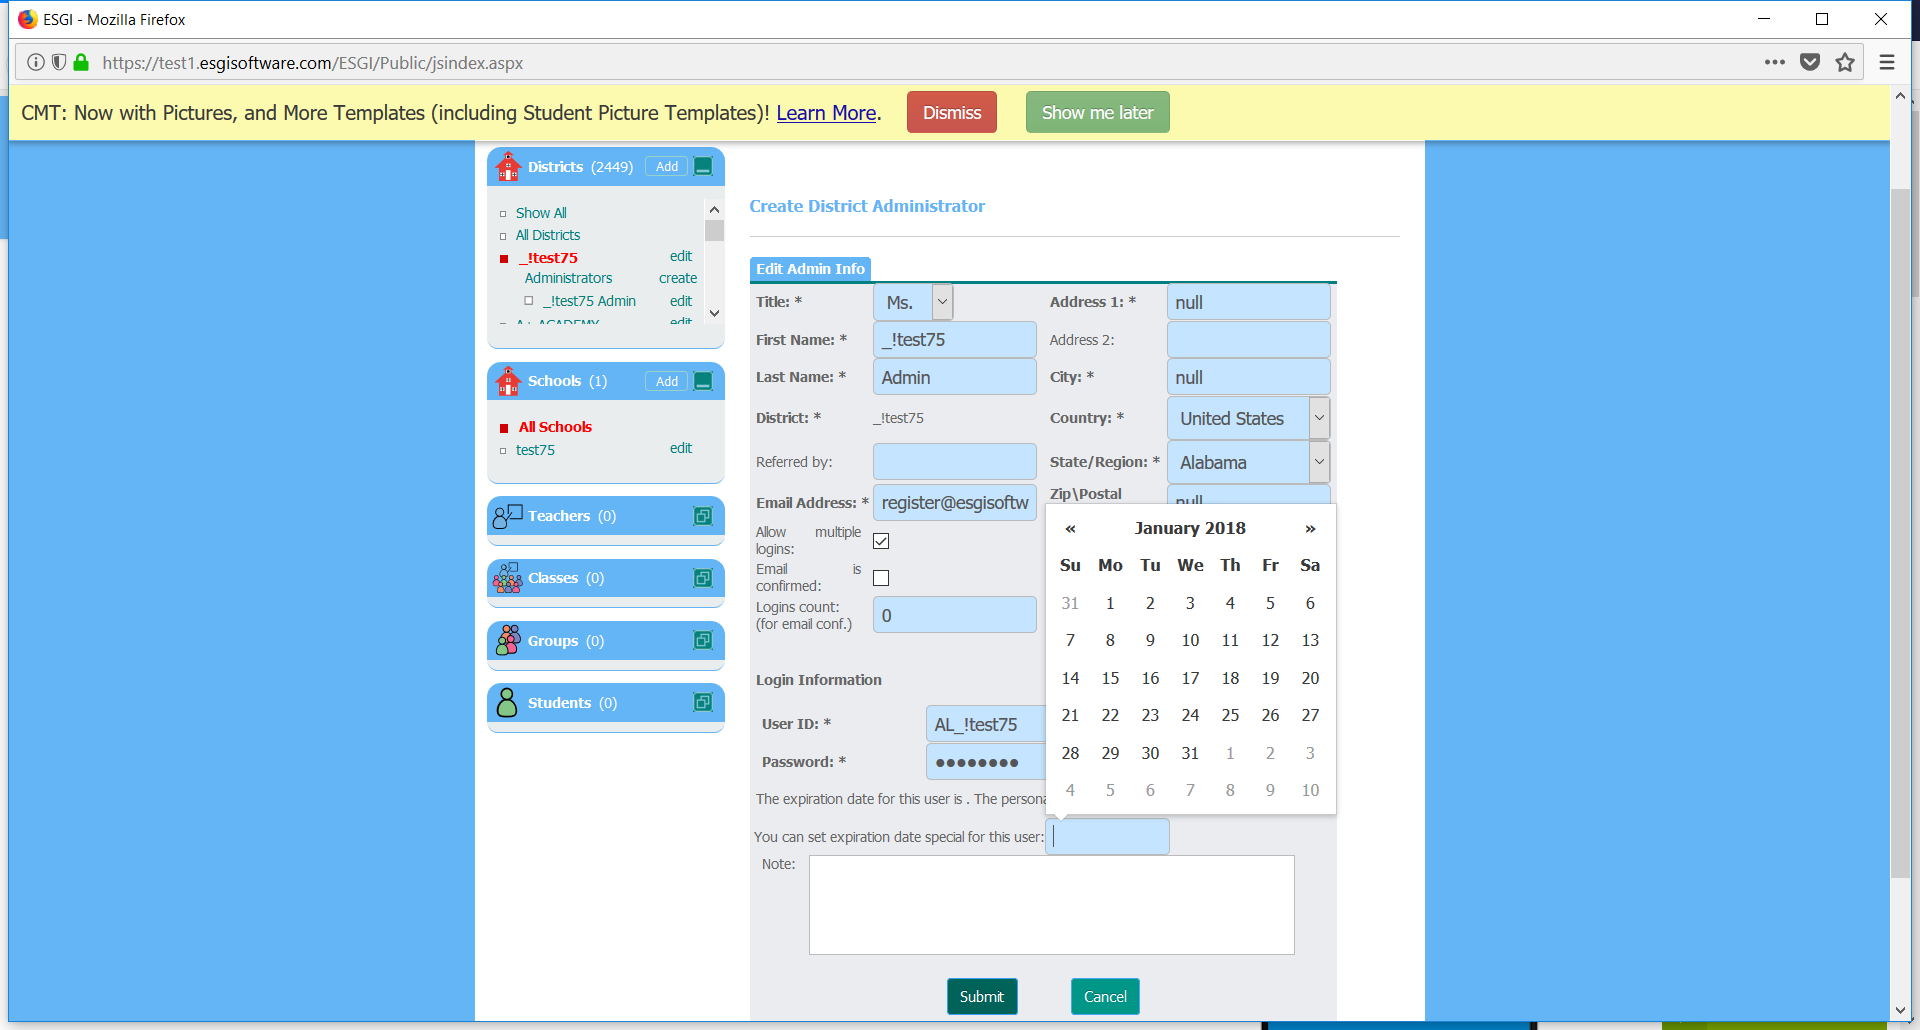 ESGI - Mozilla Firefox
https://test1.esgisoftware.com/ESGI/Public/jsindex.aspx
CMT: Now with Pictures, and More Templates (including Student Picture Templates)! Learn More. Dismiss Show me later
Districts (2449) Add
Show All
All Districts
_!test75 edit
Administrators create
_!test75 Admin edit
A+ ACADEMY edit
Schools (1) Add
All Schools
test75 edit
Teachers (0)
Classes (0)
Groups (0)
Students (0)
Create District Administrator
Edit Admin Info
Title: * Ms. Address 1: * null
First Name: * _!test75 Address 2:
Last Name: * Admin City: * null
District: * _!test75 Country: * United States
Referred by: State/Region: * Alabama
Email Address: * register@esgisoftw Zip\Postal null
Allow multiple
logins:
Email is
confirmed:
Logins count:
(for email conf.) 0
« January 2018 »
Su Mo Tu We Th Fr Sa
31 1 2 3 4 5 6
7 8 9 10 11 12 13
14 15 16 17 18 19 20
21 22 23 24 25 26 27
28 29 30 31 1 2 3
4 5 6 7 8 9 10
Login Information
User ID: * AL_!test75
Password: * ●●●●●●●●
The expiration date for this user is . The persona
You can set expiration date special for this user:
Note:
Submit Cancel